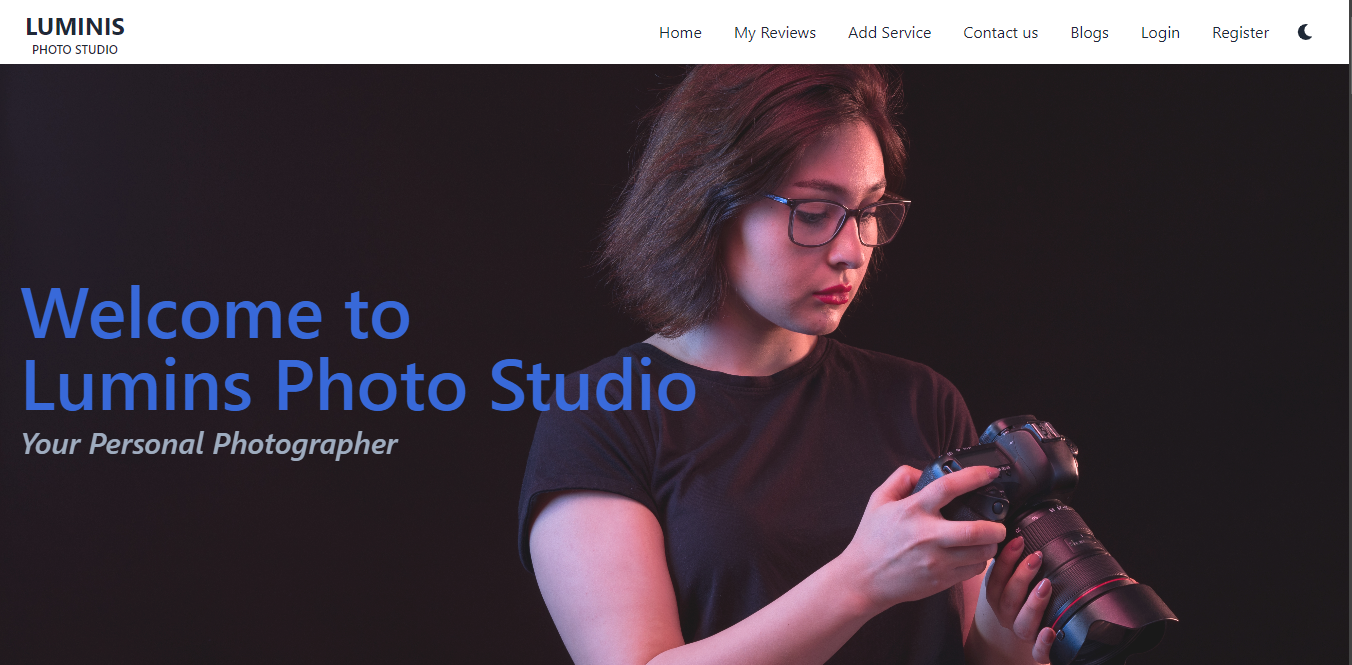 LUMINIS
PHOTO STUDIO
Home My Reviews Add Service Contact us Blogs Login Register
Welcome to
Lumins Photo Studio
Your Personal Photographer